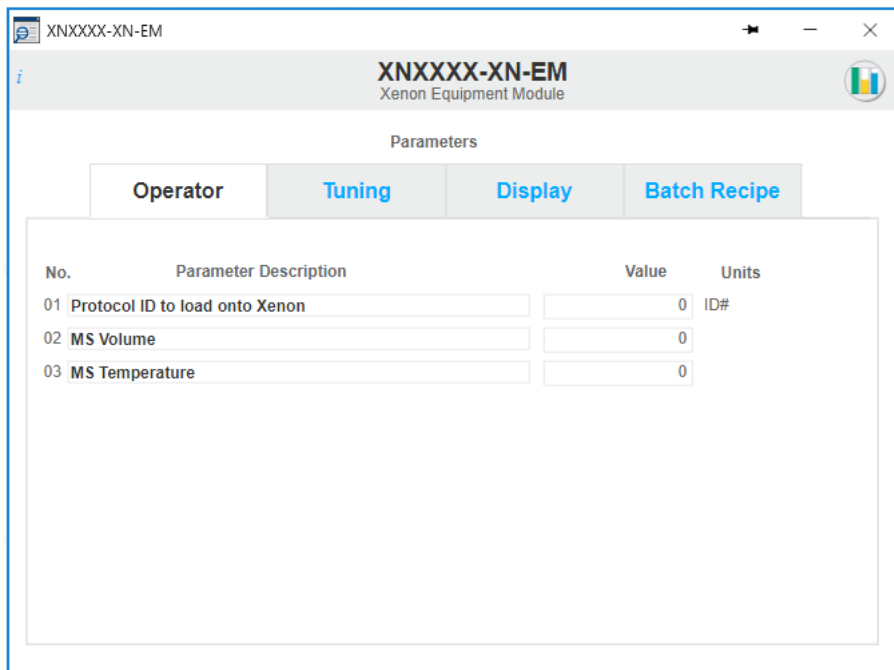 XNXXXX-XN-EM
i
XNXXXX-XN-EM
Xenon Equipment Module
Parameters
Operator Tuning Display Batch Recipe
No. Parameter Description Value Units
01 Protocol ID to load onto Xenon 0 ID#
02 MS Volume 0
03 MS Temperature 0